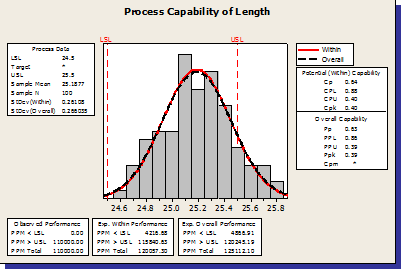 Process Capability of Length
LSL
USL
Process Data
LSL 24.5
Target *
USL 25.5
Sample Mean 25.1877
Sample N 100
StDev(Within) 0.26108
StDev(Overall) 0.266035
Within
Overall
Potential (Within) Capability
Cp 0.64
CPL 0.88
CPU 0.40
Cpk 0.40
Overall Capability
Pp 0.63
PPL 0.86
PPU 0.39
Ppk 0.39
Cpm *
24.6 24.8 25.0 25.2 25.4 25.6 25.8
Observed Performance
PPM < LSL 0.00
PPM > USL 110000.00
PPM Total 110000.00
Exp. Within Performance
PPM < LSL 4216.68
PPM > USL 115840.63
PPM Total 120057.30
Exp. Overall Performance
PPM < LSL 4866.91
PPM > USL 120245.19
PPM Total 125112.10